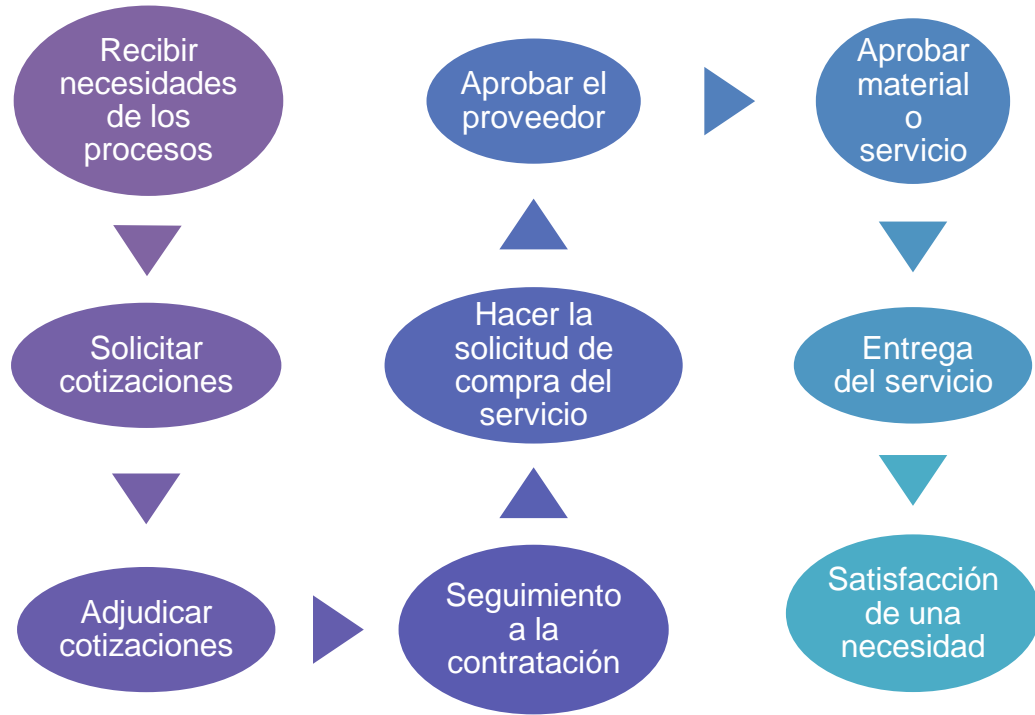 Recibir
necesidades
de los
procesos
Solicitar
cotizaciones
Adjudicar
cotizaciones
Seguimiento
a la
contratación
Hacer la
solicitud de
compra del
servicio
Aprobar el
proveedor
Aprobar
material
o
servicio
Entrega
del servicio
Satisfacción
de una
necesidad